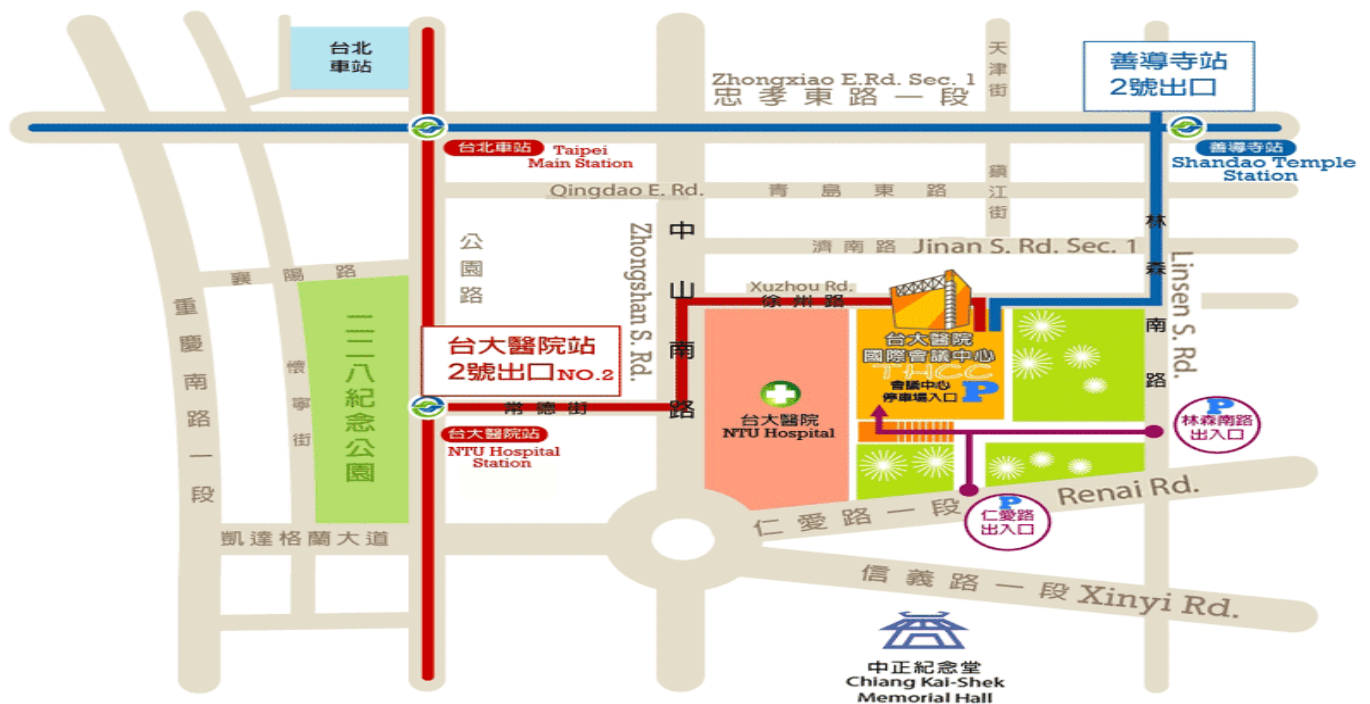 台北
車站
Zhongxiao E.Rd. Sec. 1
忠孝東路一段
天津街
善導寺站
2號出口
台北車站
Taipei
Main Station
善導寺站
Shandao Temple
Station
Qingdao E. Rd.
青島東路
鎮江街
公園路
Zhongshan S. Rd.
中山南路
濟南路 Jinan S. Rd. Sec. 1
林森南路
Linsen S. Rd.
襄陽路
重慶南路一段
懷寧街
二二八紀念公園
Xuzhou Rd.
徐州路
台大醫院站
2號出口NO.2
常德街
台大醫院站
NTU Hospital
Station
台大醫院
NTU Hospital
台大醫院
國際會議中心
THCC
會議中心
停車場入口 P
P
林森南路
出入口
P
仁愛路
出入口
仁愛路一段 Renai Rd.
凱達格蘭大道
信義路一段 Xinyi Rd.
中正紀念堂
Chiang Kai-Shek
Memorial Hall